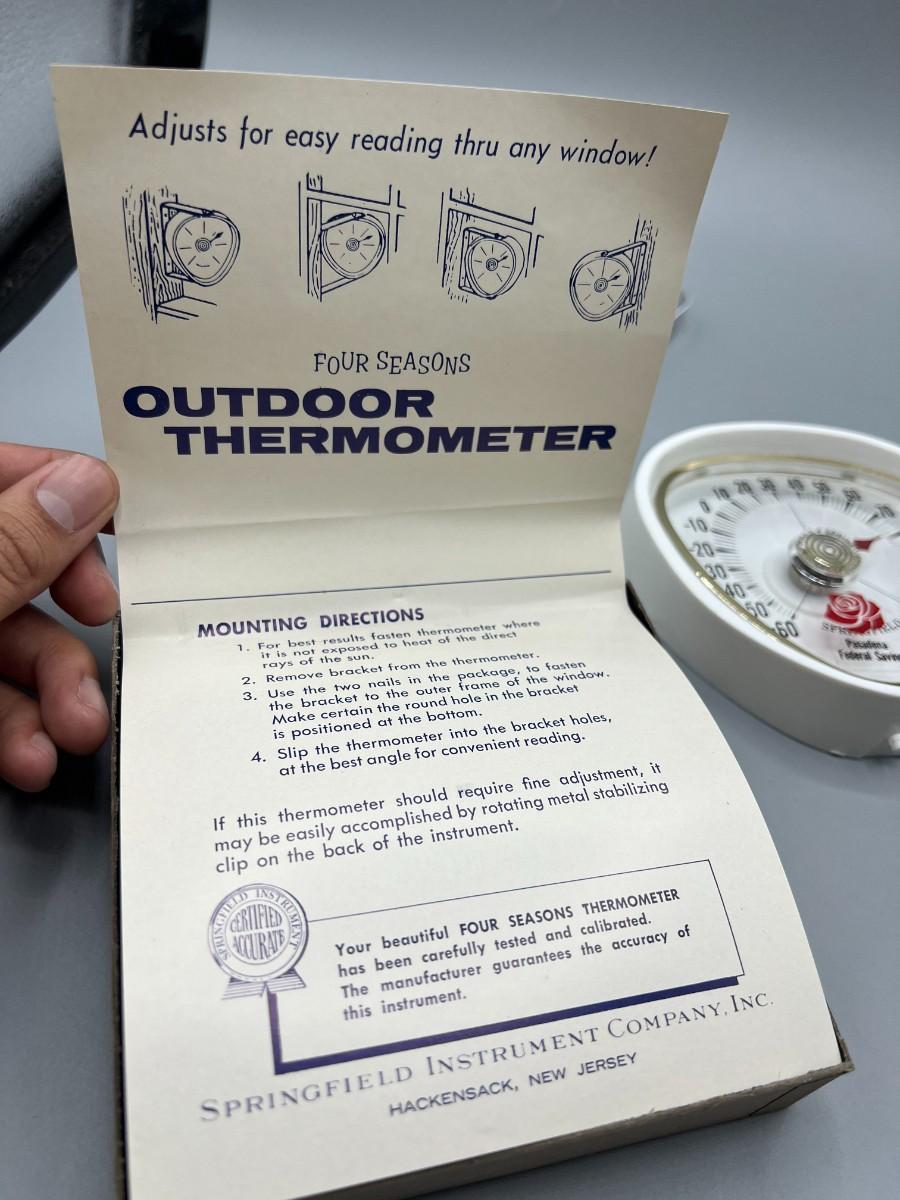 Adjusts for easy reading thru any window!
FOUR SEASONS
OUTDOOR
THERMOMETER
MOUNTING DIRECTIONS
1. For best results fasten thermometer where
it is not exposed to heat of the direct
rays of the sun.
2. Remove bracket from the thermometer.
3. Use the two nails in the package, to fasten
the bracket to the outer frame of the window.
Make certain the round hole in the bracket
is positioned at the bottom.
4. Slip the thermometer into the bracket holes,
at the best angle for convenient reading.
If this thermometer should require fine adjustment, it
may be easily accomplished by rotating metal stabilizing
clip on the back of the instrument.
SPRINGFIELD INSTRUMENT
CERTIFIED
ACCURATE
Your beautiful FOUR SEASONS THERMOMETER
has been carefully tested and calibrated.
The manufacturer guarantees the accuracy of
this instrument.
SPRINGFIELD INSTRUMENT COMPANY, INC.
HACKENSACK, NEW JERSEY
-60 -50 -40 -30 -20 -10 0 10 20 30 40 50 60 70
SPRINGFIELD
Pasadena
Federal